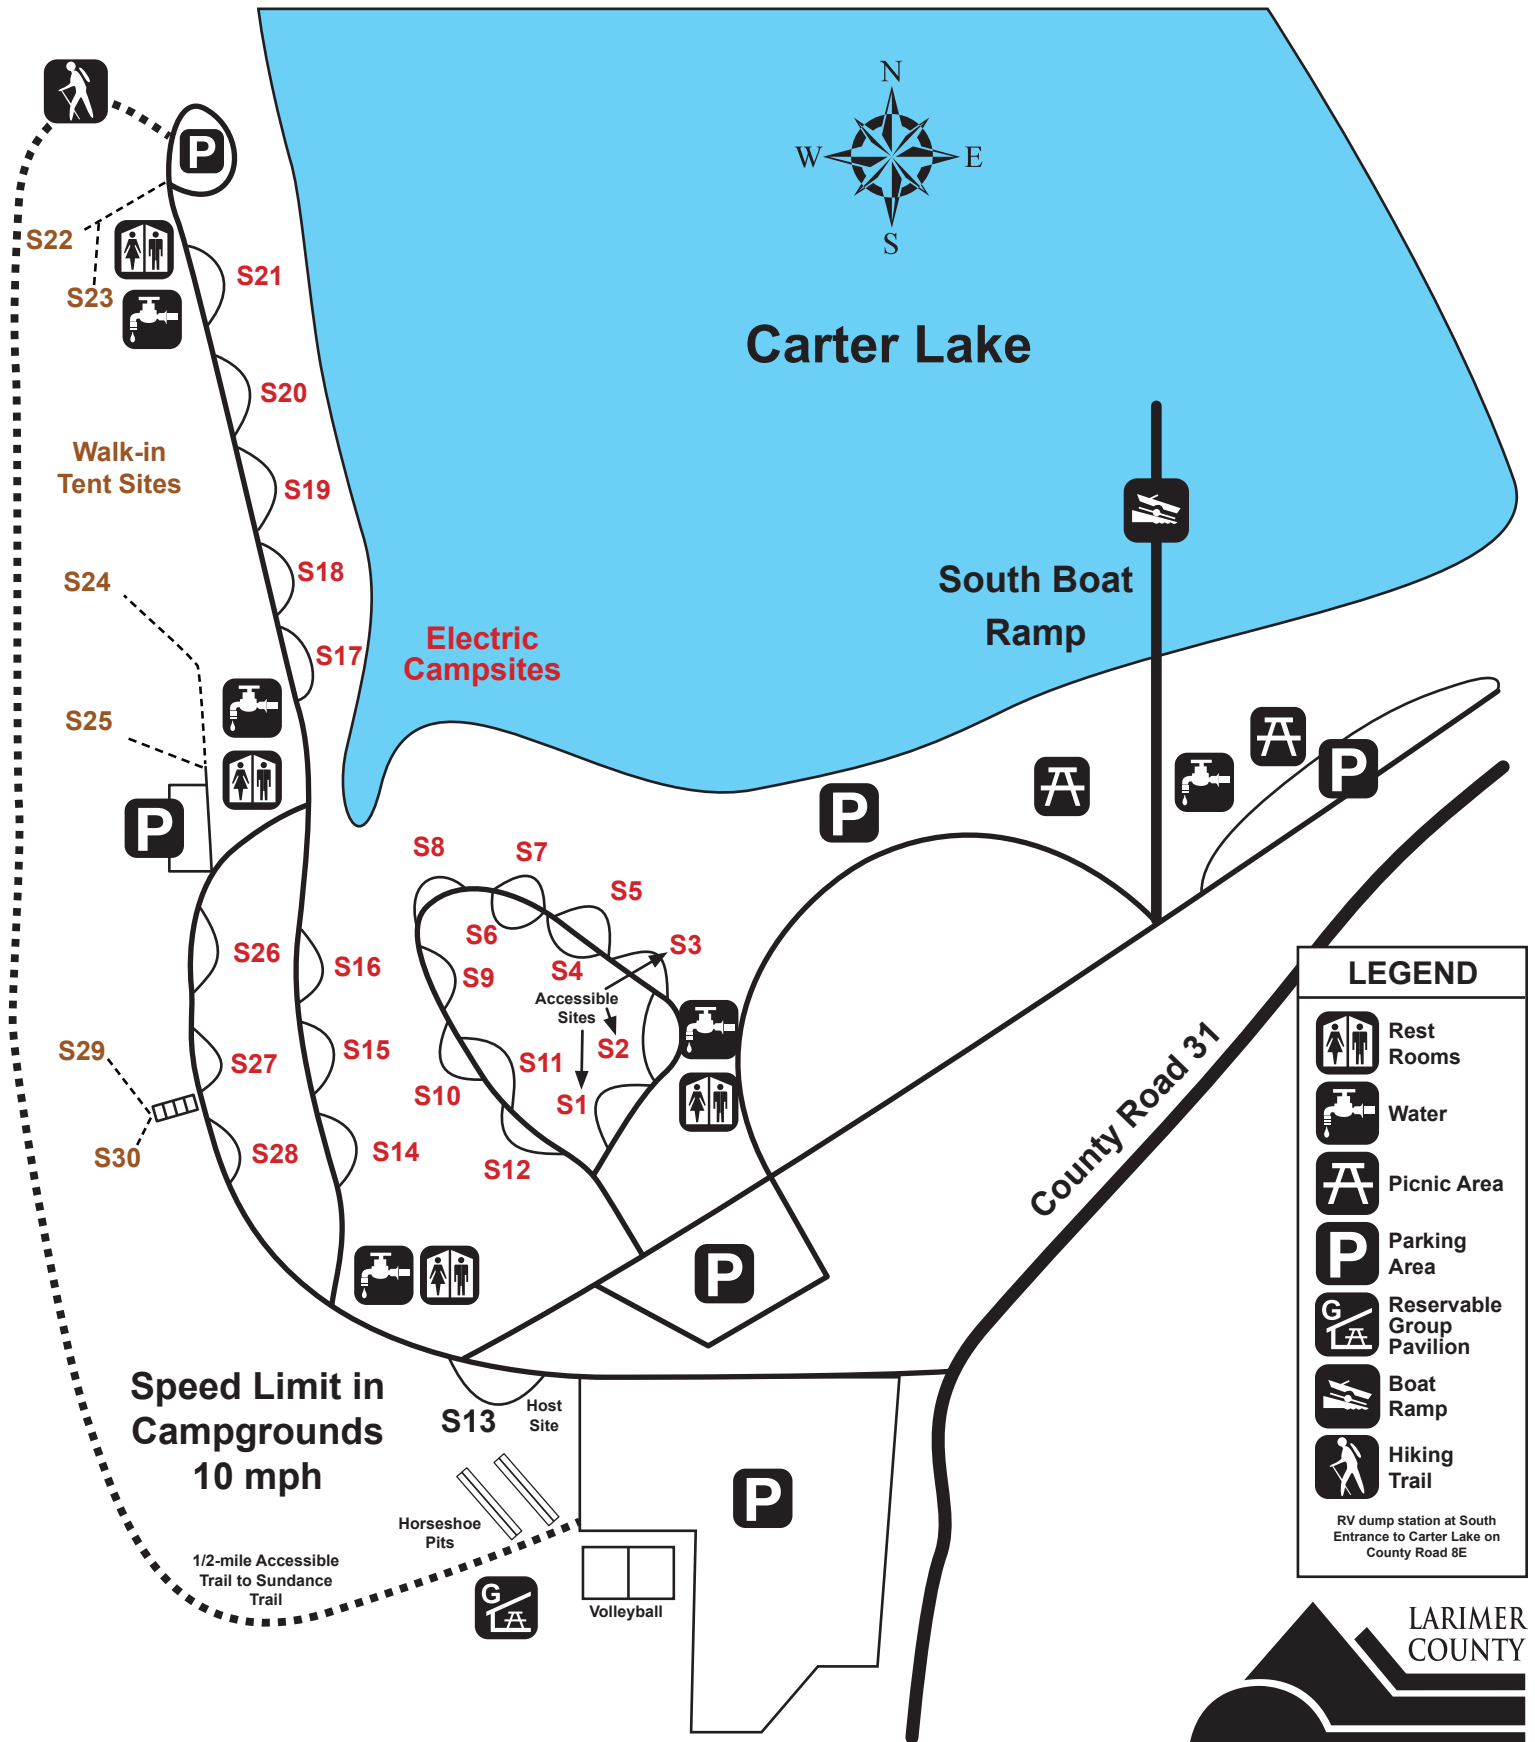 N
W
E
S
P
S22
S21
S23
Carter Lake
S20
Walk-in
Tent Sites
S19
S24
S18
South Boat
Ramp
S17
Electric
Campsites
S25
P
P
P
S8
S7
S5
S6
S3
S26
S16
S9
S4
Accessible
Sites
S29
S27
S15
S11
S2
S10
S1
S30
S28
S14
S12
County Road 31
P
Speed Limit in
Campgrounds
10 mph
S13
Host
Site
P
Horseshoe
Pits
1/2-mile Accessible
Trail to Sundance
Trail
G
Volleyball
LEGEND
Rest
Rooms
Water
Picnic Area
P
Parking
Area
G
Reservable
Group
Pavilion
Boat
Ramp
Hiking
Trail
RV dump station at South
Entrance to Carter Lake on
County Road 8E
LARIMER
COUNTY